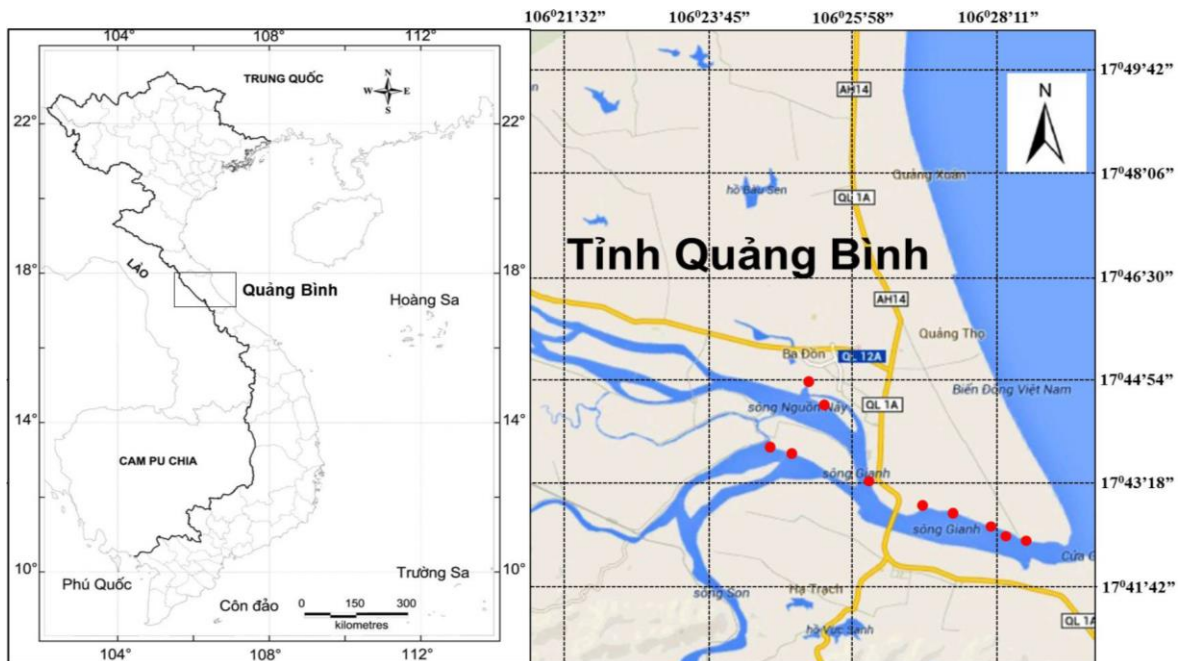 104° 108° 112°
TRUNG QUỐC
N
W E
S
22°
18°
LÀO
Quảng Bình
Hoàng Sa
14°
CAM PU CHIA
10°
Phú Quốc
Côn đảo
Trường Sa
0 150 300
kilometres
104° 108° 112°
106⁰21’32” 106⁰23’45” 106⁰25’58” 106⁰28’11”
17⁰49’42”
AH14
N
17⁰48’06”
Quảng Xuân
hồ Bàu Sen
QL 1A
Tỉnh Quảng Bình
17⁰46’30”
AH14
Quảng Thọ
Ba Đồn
QL 12A
17⁰44’54”
Biển Đông Việt Nam
sông Nguồn Nậy
QL 1A
sông Gianh
17⁰43’18”
sông Gianh
Cửa G
17⁰41’42”
sông Son
Hạ Trạch
QL 1A
hồ Vực Sanh